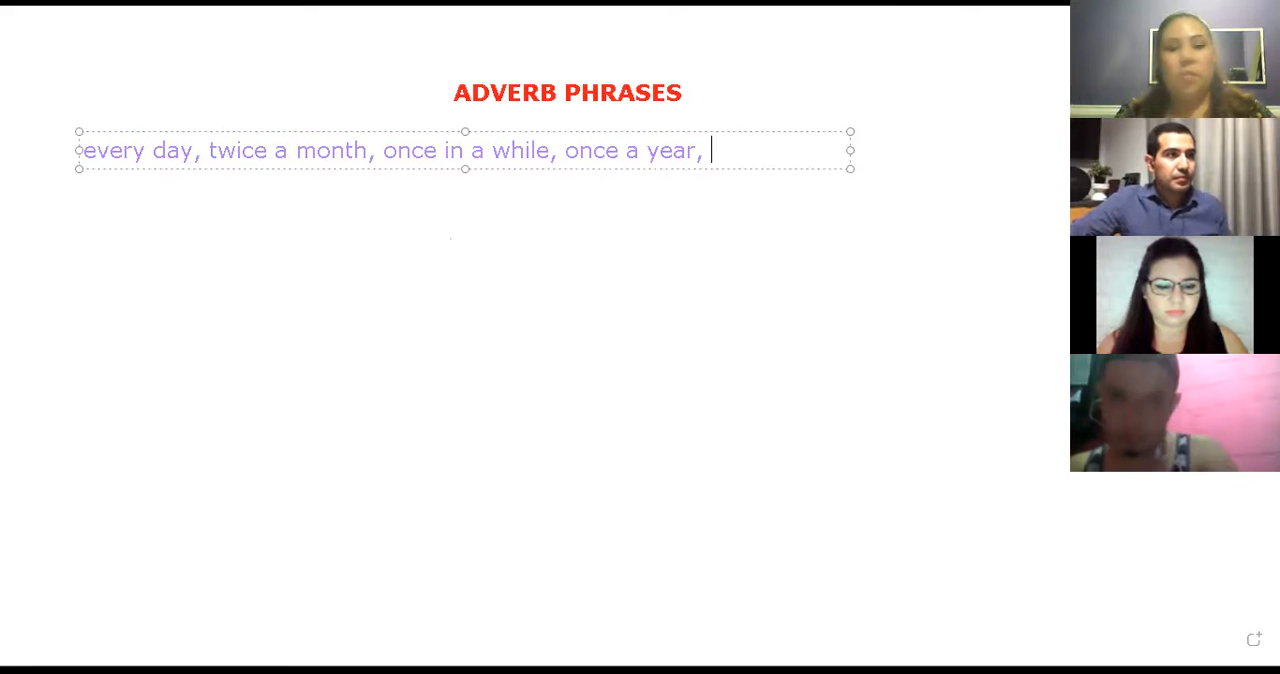 ADVERB PHRASES
every day, twice a month, once in a while, once a year,